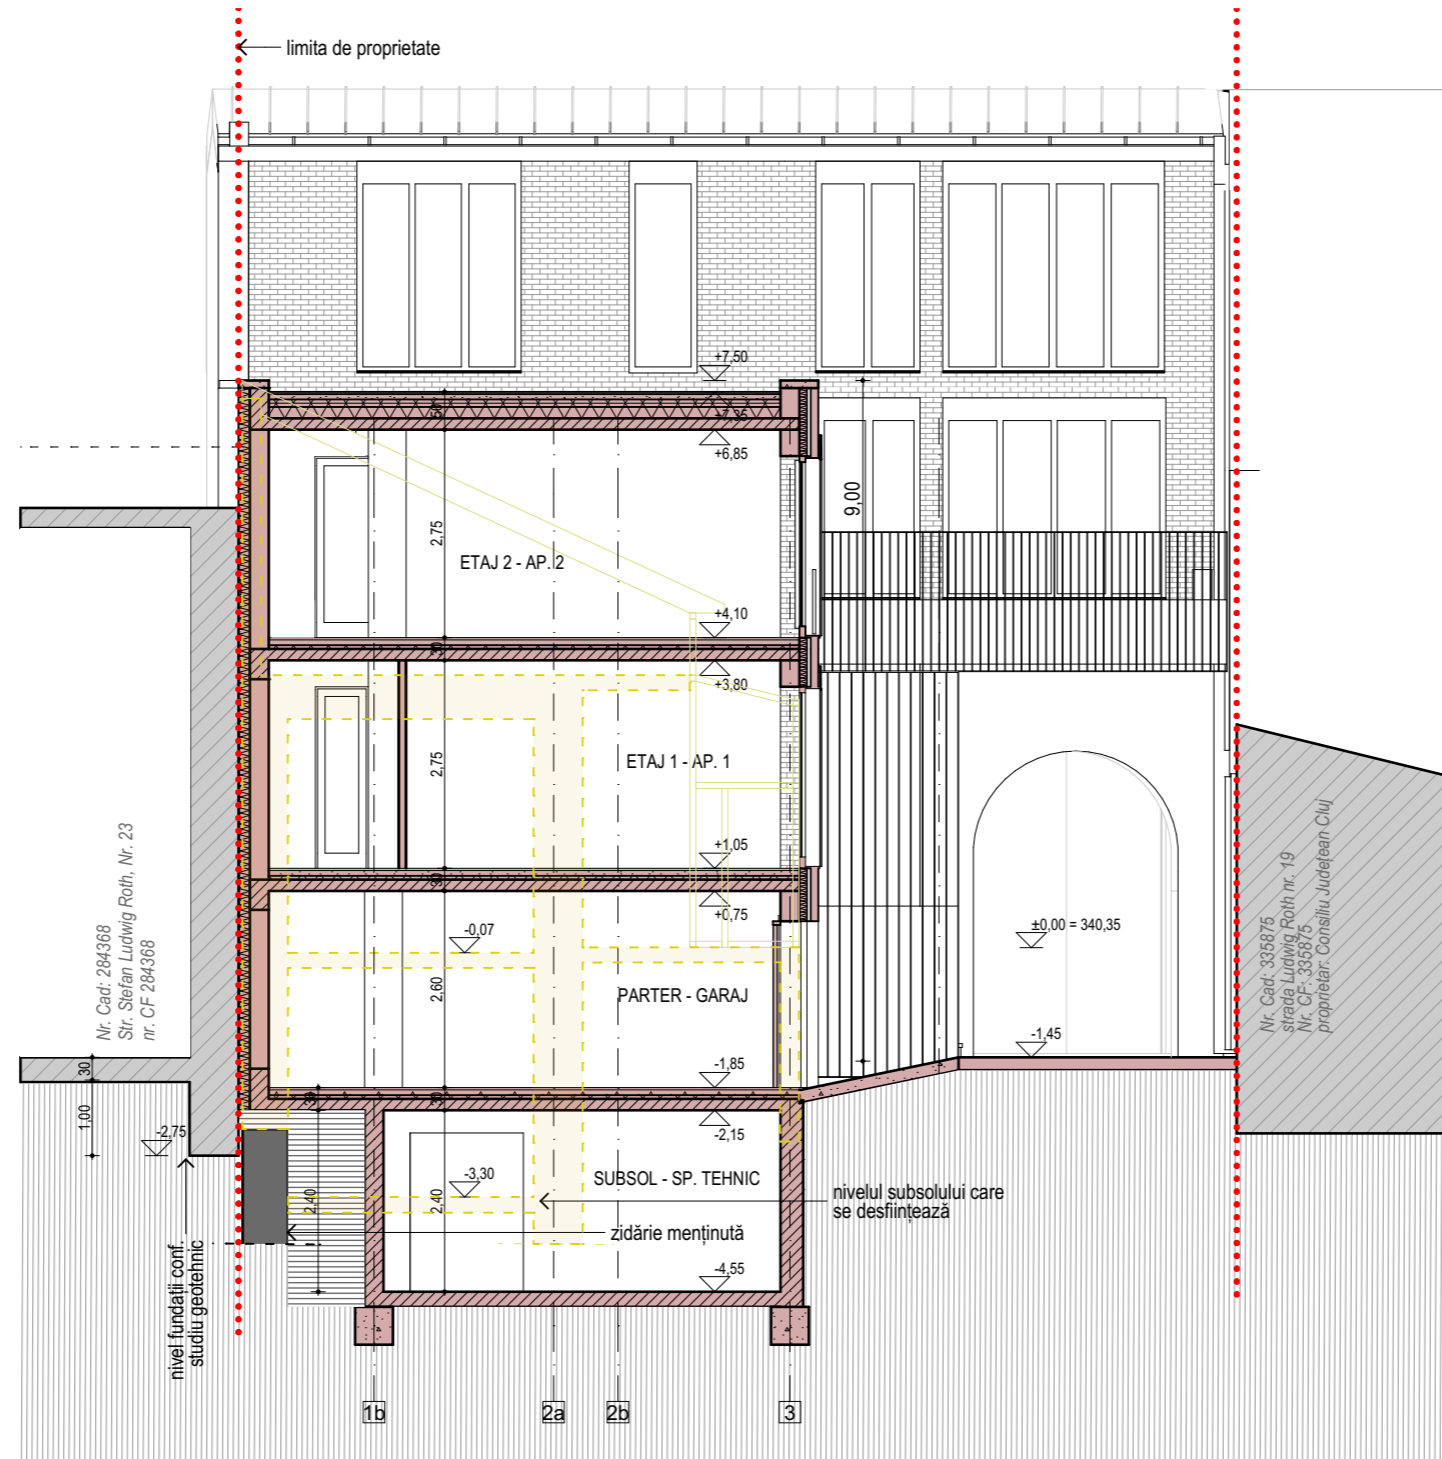 limita de proprietate
+7,50
50
+7,35
+6,85
9,00
2,75
ETAJ 2 - AP. 2
+4,10
30
+3,80
2,75
ETAJ 1 - AP. 1
+1,05
30
+0,75
-0,07
±0,00 = 340,35
2,60
PARTER - GARAJ
-1,45
-1,85
30
30
30
1,00
-2,75
-2,15
-3,30
SUBSOL - SP. TEHNIC
2,40
2,40
nivelul subsolului care
se desființează
zidărie menținută
-4,55
nivel fundații conf.
studiu geotehnic
Nr. Cad: 284368
Str. Stefan Ludwig Roth, Nr. 23
nr. CF 284368
Nr. Cad: 335875
strada Ludwig Roth nr. 19
Nr. CF: 335875
proprietar: Consiliu Județean Cluj
1b
2a
2b
3